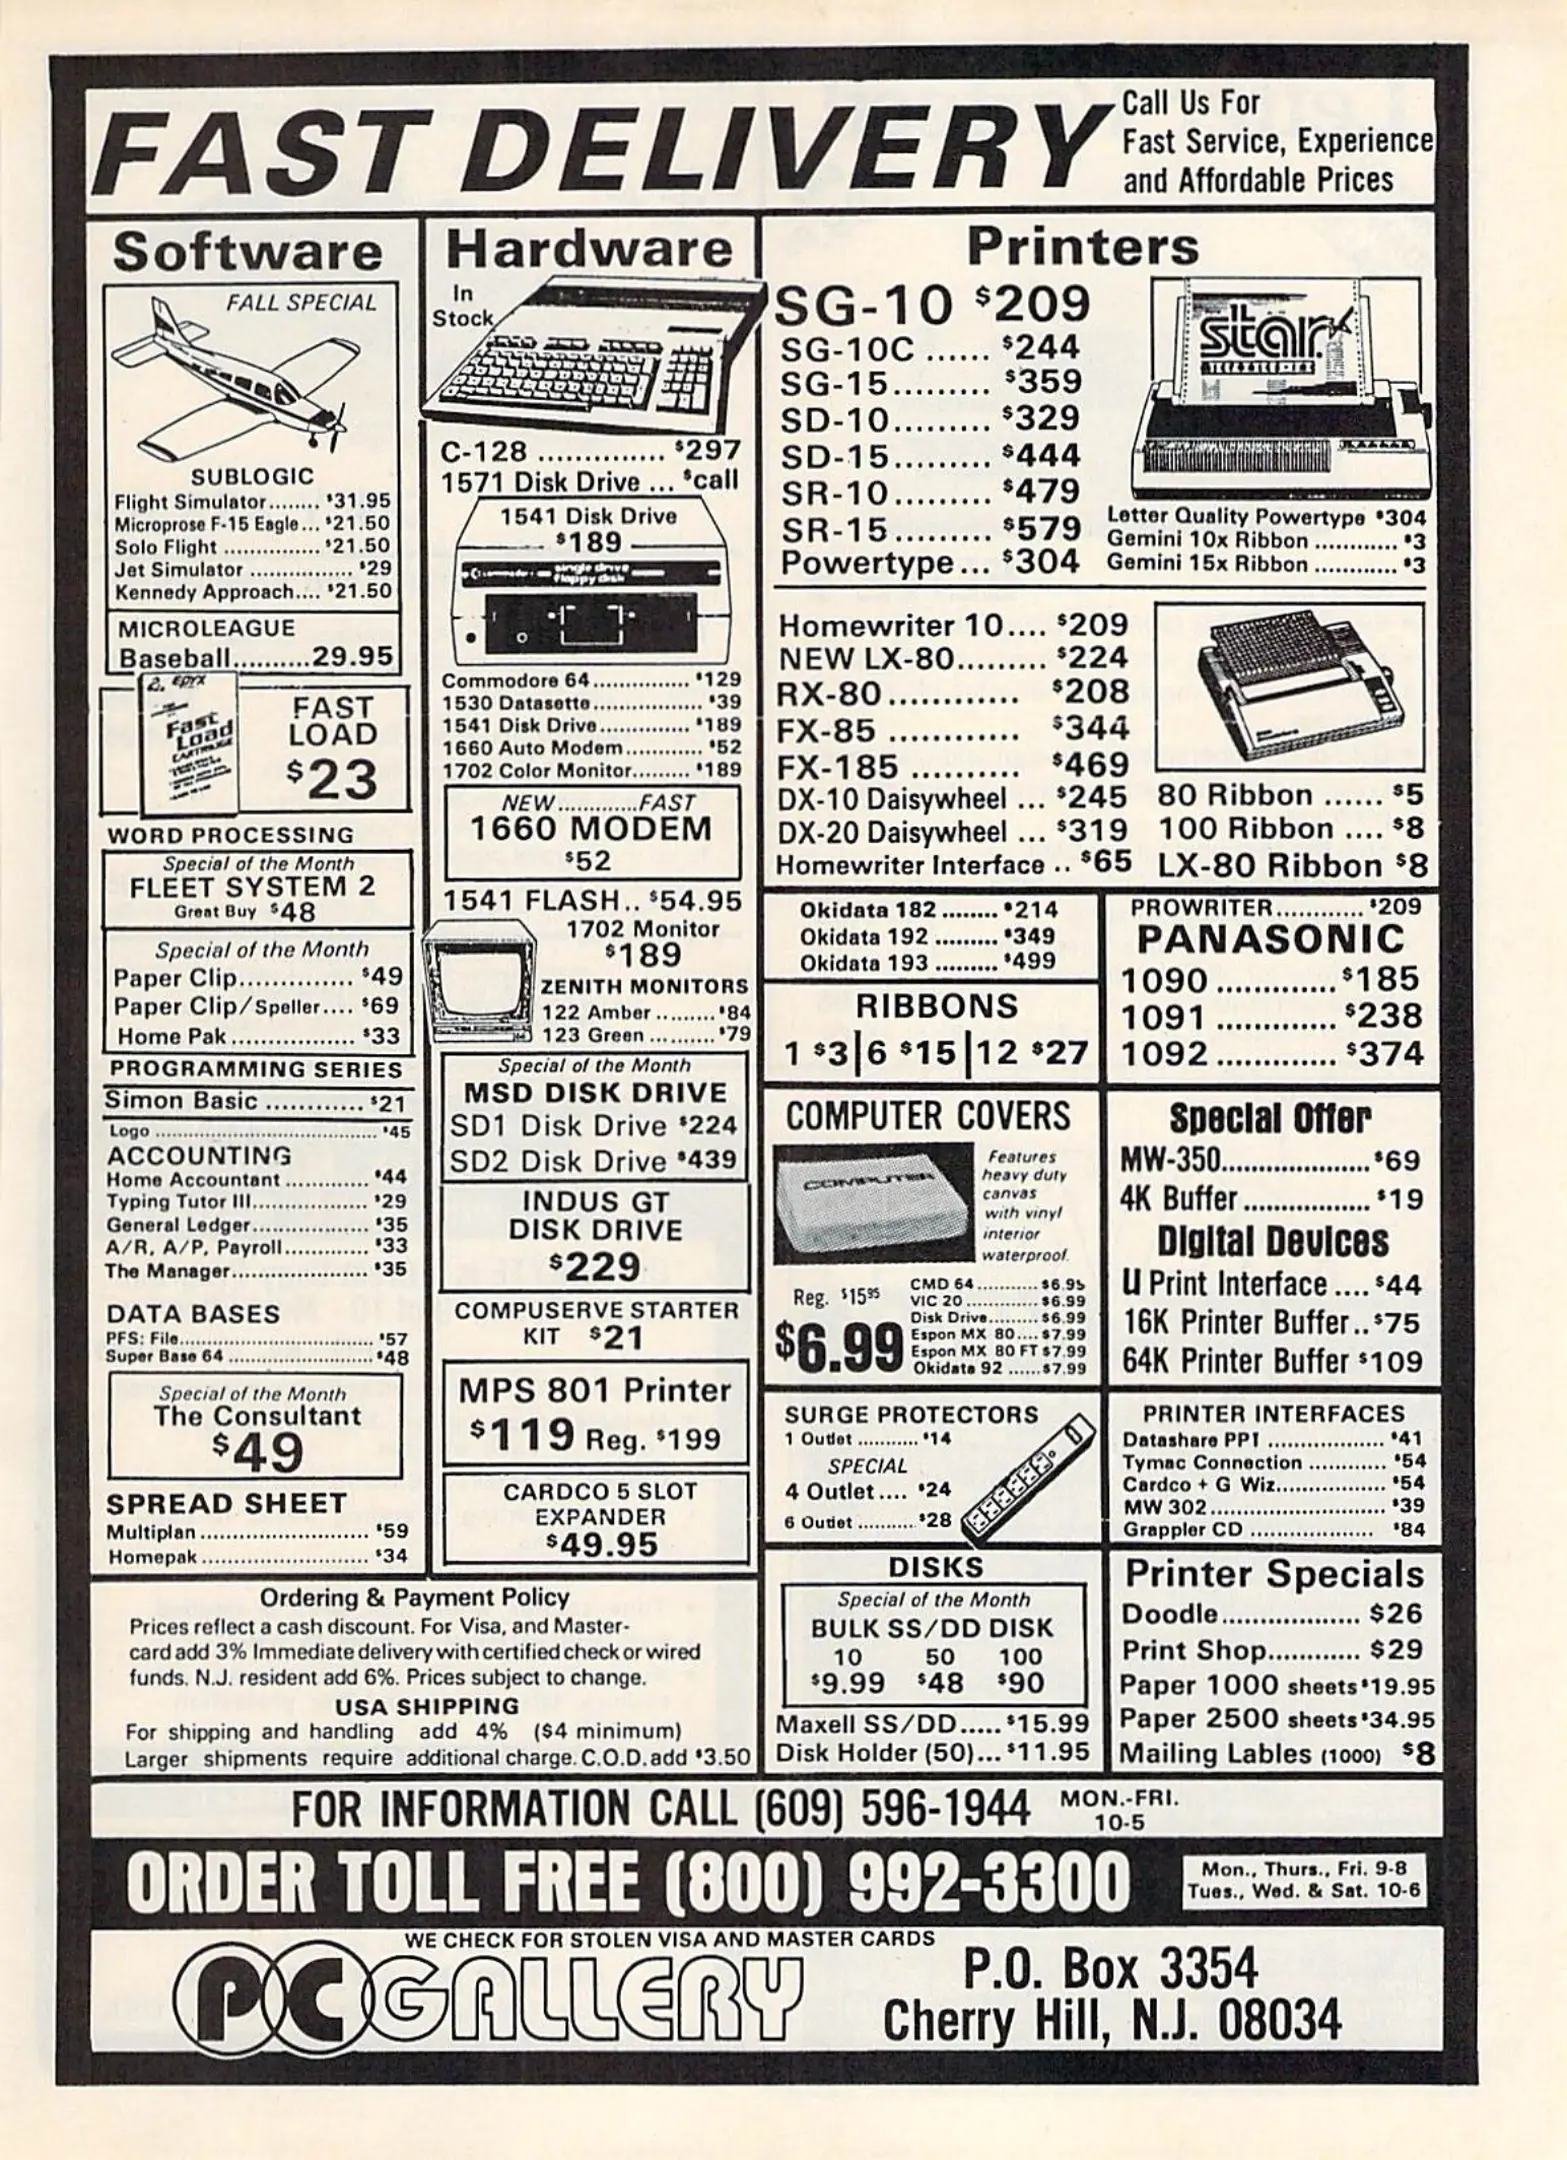 FAST DELIVERY
Call Us For
Fast Service, Experience
and Affordable Prices
Software
FALL SPECIAL
SUBLOGIC
Flight Simulator........ $31.95
Microprose F-15 Eagle... $21.50
Solo Flight ............... $21.50
Jet Simulator ................ $29
Kennedy Approach.... $21.50
MICROLEAGUE
Baseball..........29.95
EPYX
Fast
Load
CARTRIDGE
FAST
LOAD
$23
WORD PROCESSING
Special of the Month
FLEET SYSTEM 2
Great Buy $48
Special of the Month
Paper Clip.............. $49
Paper Clip/Speller.... $69
Home Pak................ $33
PROGRAMMING SERIES
Simon Basic ............ $21
Logo ........................................ $45
ACCOUNTING
Home Accountant ............. $44
Typing Tutor III.................. $29
General Ledger.................. $35
A/R, A/P, Payroll............. $33
The Manager...................... $35
DATA BASES
PFS: File.................................. $57
Super Base 64 ......................... $48
Special of the Month
The Consultant
$49
SPREAD SHEET
Multiplan .......................... $59
Homepak .......................... $34
Hardware
In
Stock
C-128 .............. $297
1571 Disk Drive ... $call
1541 Disk Drive
$189
commodore
single drive
floppy disk
Commodore 64 ............... $129
1530 Datasette................. $39
1541 Disk Drive.............. $189
1660 Auto Modem............ $52
1702 Color Monitor......... $189
NEW.............FAST
1660 MODEM
$52
1541 FLASH.. $54.95
1702 Monitor
$189
ZENITH MONITORS
122 Amber ......... $84
123 Green .......... $79
Special of the Month
MSD DISK DRIVE
SD1 Disk Drive $224
SD2 Disk Drive $439
INDUS GT
DISK DRIVE
$229
COMPUSERVE STARTER
KIT $21
MPS 801 Printer
$119 Reg. $199
CARDCO 5 SLOT
EXPANDER
$49.95
Printers
SG-10 $209
SG-10C ...... $244
SG-15......... $359
SD-10......... $329
SD-15......... $444
SR-10......... $479
SR-15......... $579
Powertype... $304
star
Letter Quality Powertype $304
Gemini 10x Ribbon ............ $3
Gemini 15x Ribbon ............ $3
Homewriter 10.... $209
NEW LX-80......... $224
RX-80 ............ $208
FX-85 ............ $344
FX-185 .......... $469
DX-10 Daisywheel ... $245
DX-20 Daisywheel ... $319
Homewriter Interface .. $65
80 Ribbon ...... $5
100 Ribbon .... $8
LX-80 Ribbon $8
Okidata 182 ........ $214
Okidata 192 ......... $349
Okidata 193 ......... $499
RIBBONS
1 $3|6 $15|12 $27
PROWRITER............ $209
PANASONIC
1090 ............. $185
1091 ............. $238
1092 ............. $374
COMPUTER COVERS
COMPUTER
Features
heavy duty
canvas
with vinyl
interior
waterproof.
Reg. $15.95
$6.99
CMD 64........... $6.95
VIC 20 ............. $6.99
Disk Drive......... $6.99
Espon MX 80.... $7.99
Espon MX 80 FT $7.99
Okidata 92 ...... $7.99
Special Offer
MW-350..................... $69
4K Buffer.................. $19
Digital Devices
U Print Interface .... $44
16K Printer Buffer.. $75
64K Printer Buffer $109
SURGE PROTECTORS
1 Outlet ........... $14
SPECIAL
4 Outlet.... $24
6 Outlet .......... $28
PRINTER INTERFACES
Datashare PP1 .................. $41
Tymac Connection ............ $54
Cardco + G Wiz................. $54
MW 302........................... $39
Grappler CD ................... $84
DISKS
Special of the Month
BULK SS/DD DISK
10 50 100
$9.99 $48 $90
Maxell SS/DD..... $15.99
Disk Holder (50)... $11.95
Printer Specials
Doodle.................. $26
Print Shop............ $29
Paper 1000 sheets $19.95
Paper 2500 sheets $34.95
Mailing Lables (1000) $8
Ordering & Payment Policy
Prices reflect a cash discount. For Visa, and Master-
card add 3% Immediate delivery with certified check or wired
funds. N.J. resident add 6%. Prices subject to change.
USA SHIPPING
For shipping and handling add 4% ($4 minimum)
Larger shipments require additional charge. C.O.D. add $3.50
FOR INFORMATION CALL (609) 596-1944
MON.-FRI.
10-5
ORDER TOLL FREE (800) 992-3300
Mon., Thurs., Fri. 9-8
Tues., Wed. & Sat. 10-6
WE CHECK FOR STOLEN VISA AND MASTER CARDS
PC GALLERY
P.O. Box 3354
Cherry Hill, N.J. 08034